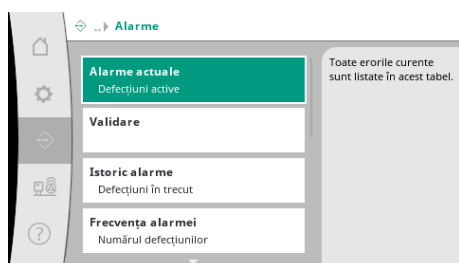 ..▸ Alarme
Alarme actuale
Defecțiuni active
Validare
Istoric alarme
Defecțiuni în trecut
Frecvența alarmei
Numărul defecțiunilor
Toate erorile curente
sunt listate în acest tabel.
?